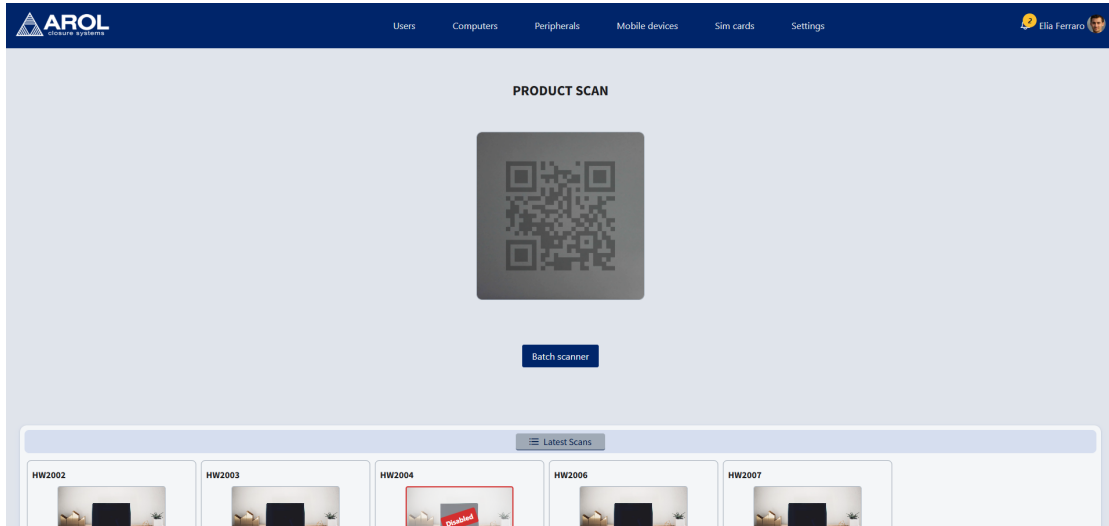 AROL
closure systems
Users Computers Peripherals Mobile devices Sim cards Settings
2 Elia Ferraro
PRODUCT SCAN
Batch scanner
Latest Scans
HW2002 HW2003 HW2004 HW2006 HW2007
Disabled